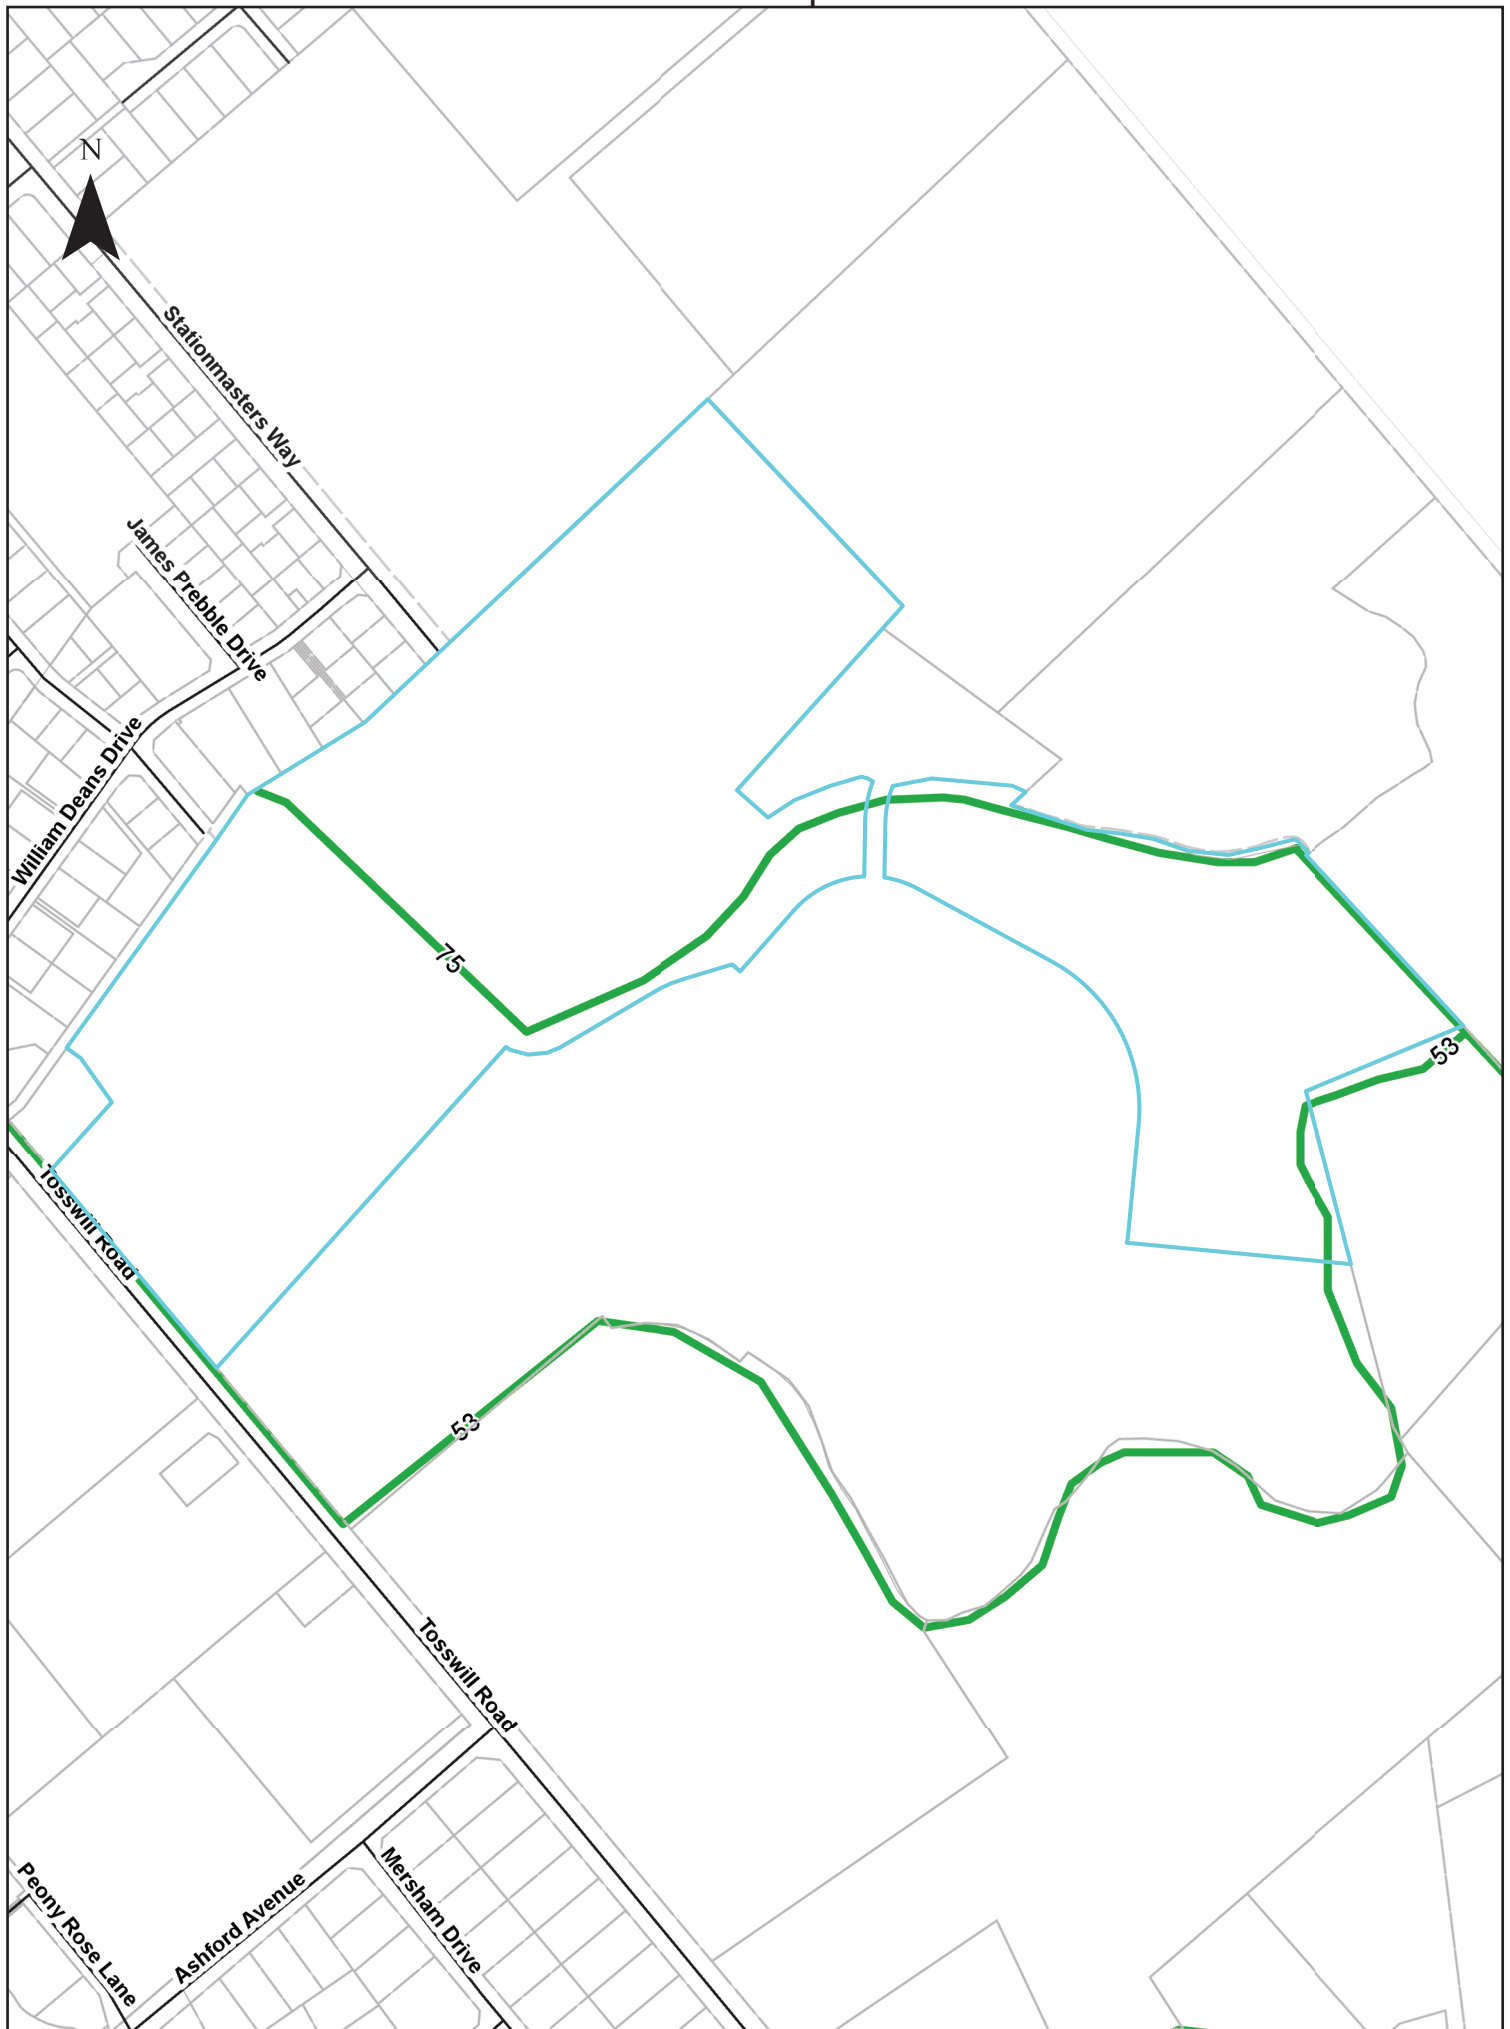 N
Stationmasters Way
James Prebble Drive
William Deans Drive
75
53
Tosswill Road
53
Tosswill Road
Mersham Drive
Ashford Avenue
Peony Rose Lane